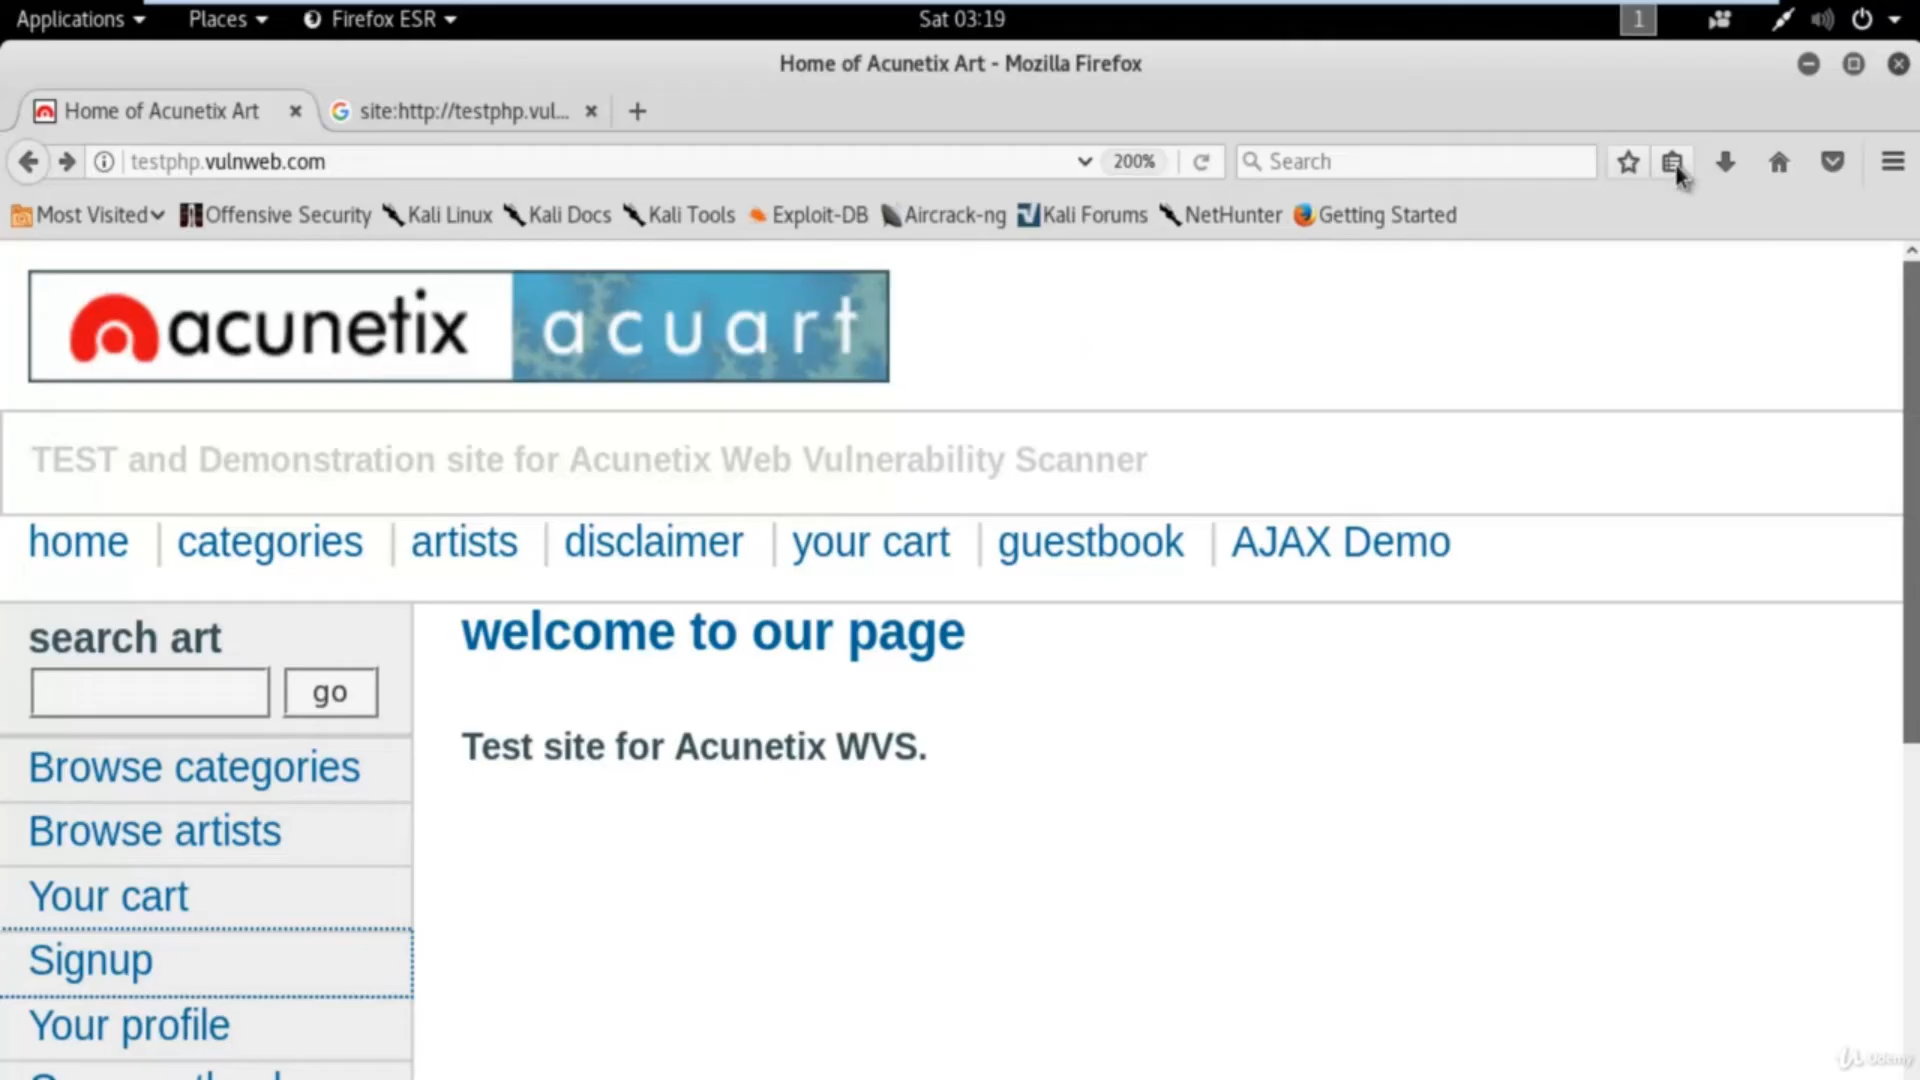 Applications Places Firefox ESR Sat 03:19 1
Home of Acunetix Art - Mozilla Firefox
Home of Acunetix Art site:http://testphp.vul...
testphp.vulnweb.com 200% Search
Most Visited Offensive Security Kali Linux Kali Docs Kali Tools Exploit-DB Aircrack-ng Kali Forums NetHunter Getting Started
acunetix acuart
TEST and Demonstration site for Acunetix Web Vulnerability Scanner
home categories artists disclaimer your cart guestbook AJAX Demo
search art
go
welcome to our page
Test site for Acunetix WVS.
Browse categories
Browse artists
Your cart
Signup
Your profile
Udemy